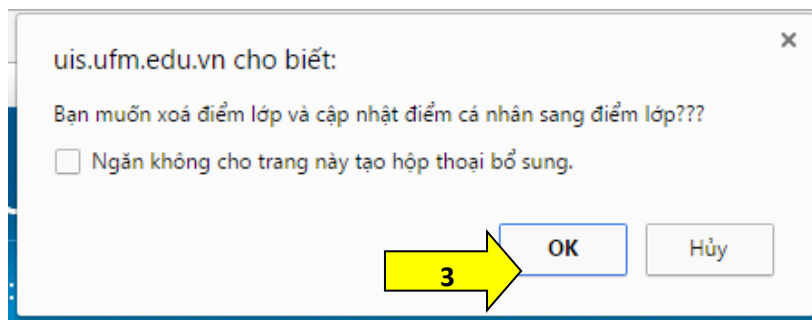 uis.ufm.edu.vn cho biết:
Bạn muốn xoá điểm lớp và cập nhật điểm cá nhân sang điểm lớp???
Ngăn không cho trang này tạo hộp thoại bổ sung.
OK Hủy
3